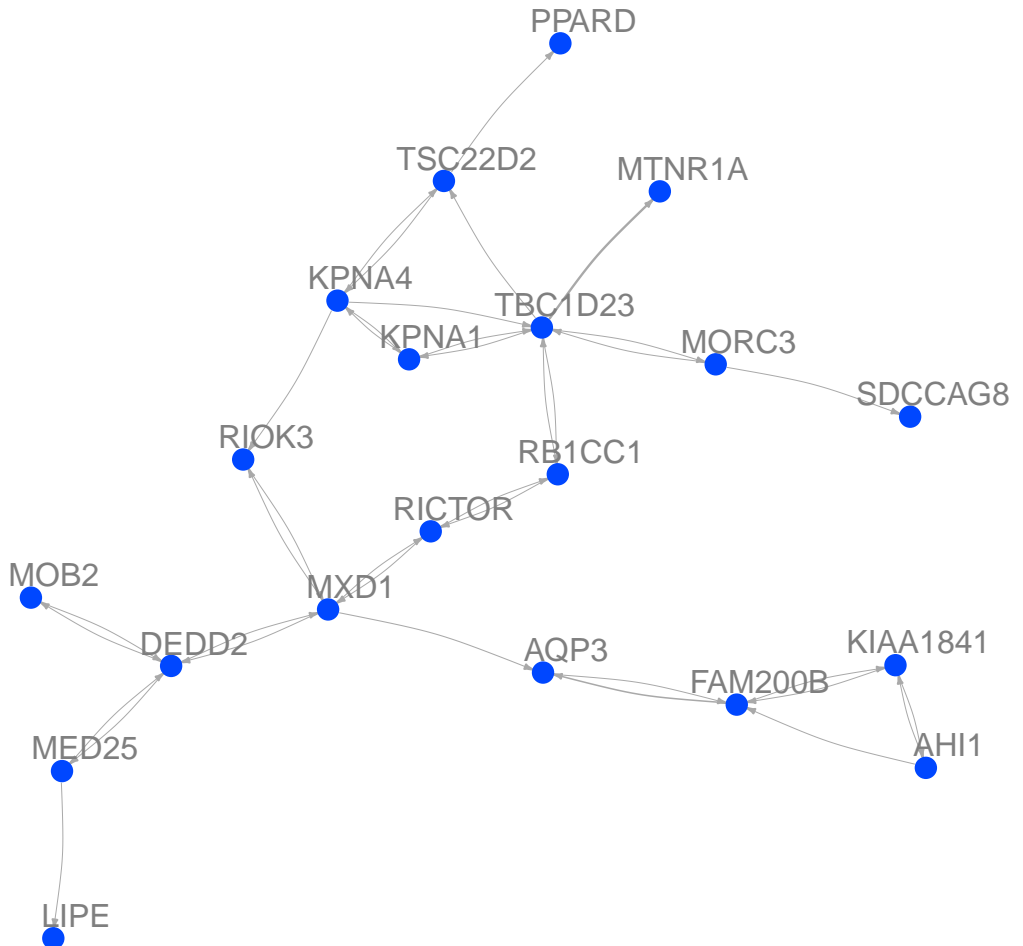 PPARD
TSC22D2
MTNR1A
KPNA4
TBC1D23
KPNA1
MORC3
SDCCAG8
RIOK3
RB1CC1
RICTOR
MOB2
MXD1
DEDD2
AQP3
KIAA1841
FAM200B
MED25
AHI1
LIPE